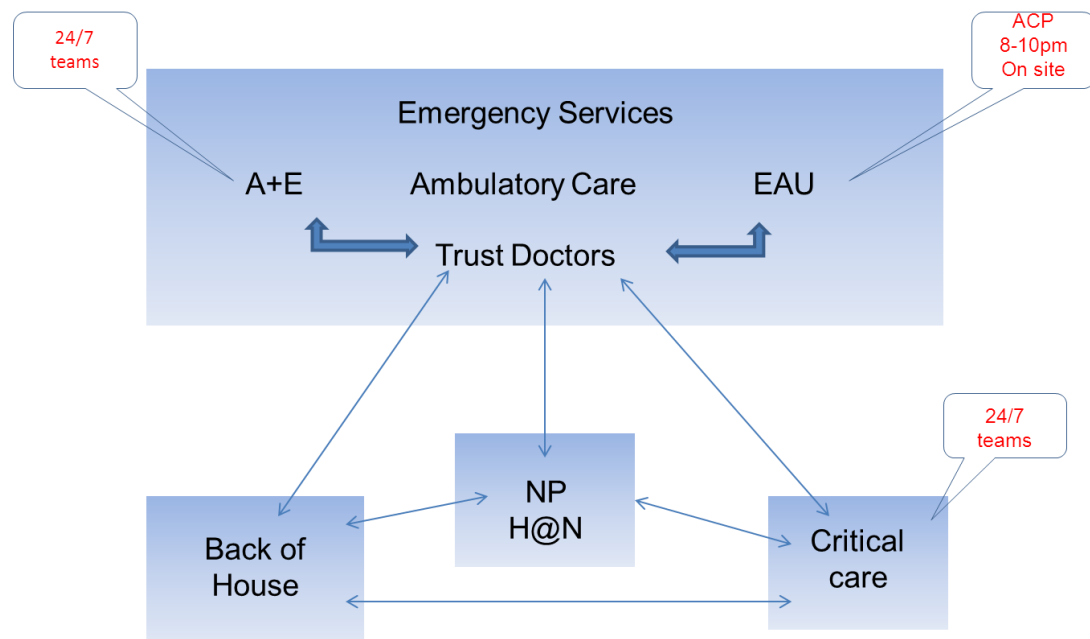 24/7
teams
ACP
8-10pm
On site
Emergency Services
A+E
Ambulatory Care
EAU
Trust Doctors
24/7
teams
NP
H@N
Back of
House
Critical
care